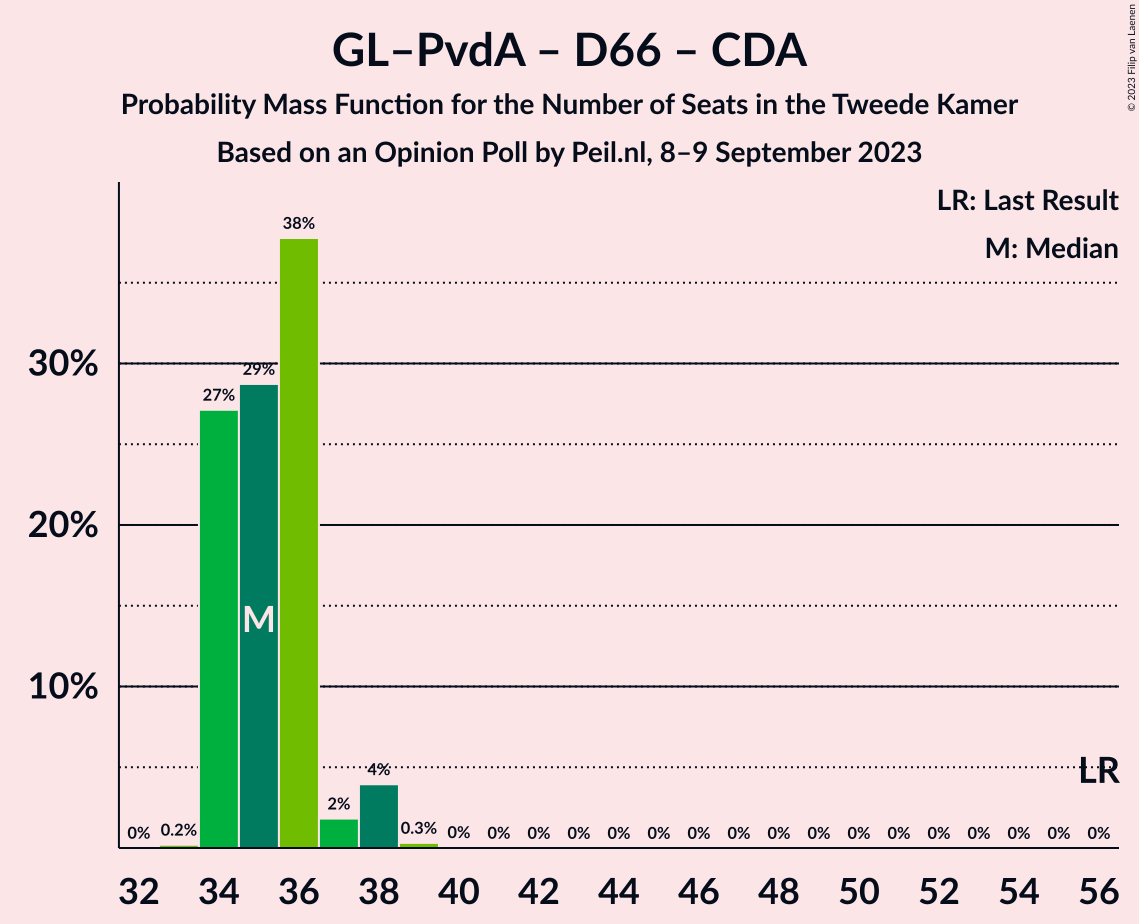 GL–PvdA – D66 – CDA
Probability Mass Function for the Number of Seats in the Tweede Kamer
Based on an Opinion Poll by Peil.nl, 8–9 September 2023
© 2023 Filip van Laenen
LR: Last Result
M: Median
38%
30%
29%
27%
20%
M
10%
LR
4%
2%
0% 0.2% 0.3% 0% 0% 0% 0% 0% 0% 0% 0% 0% 0% 0% 0% 0% 0% 0% 0%
32 34 36 38 40 42 44 46 48 50 52 54 56